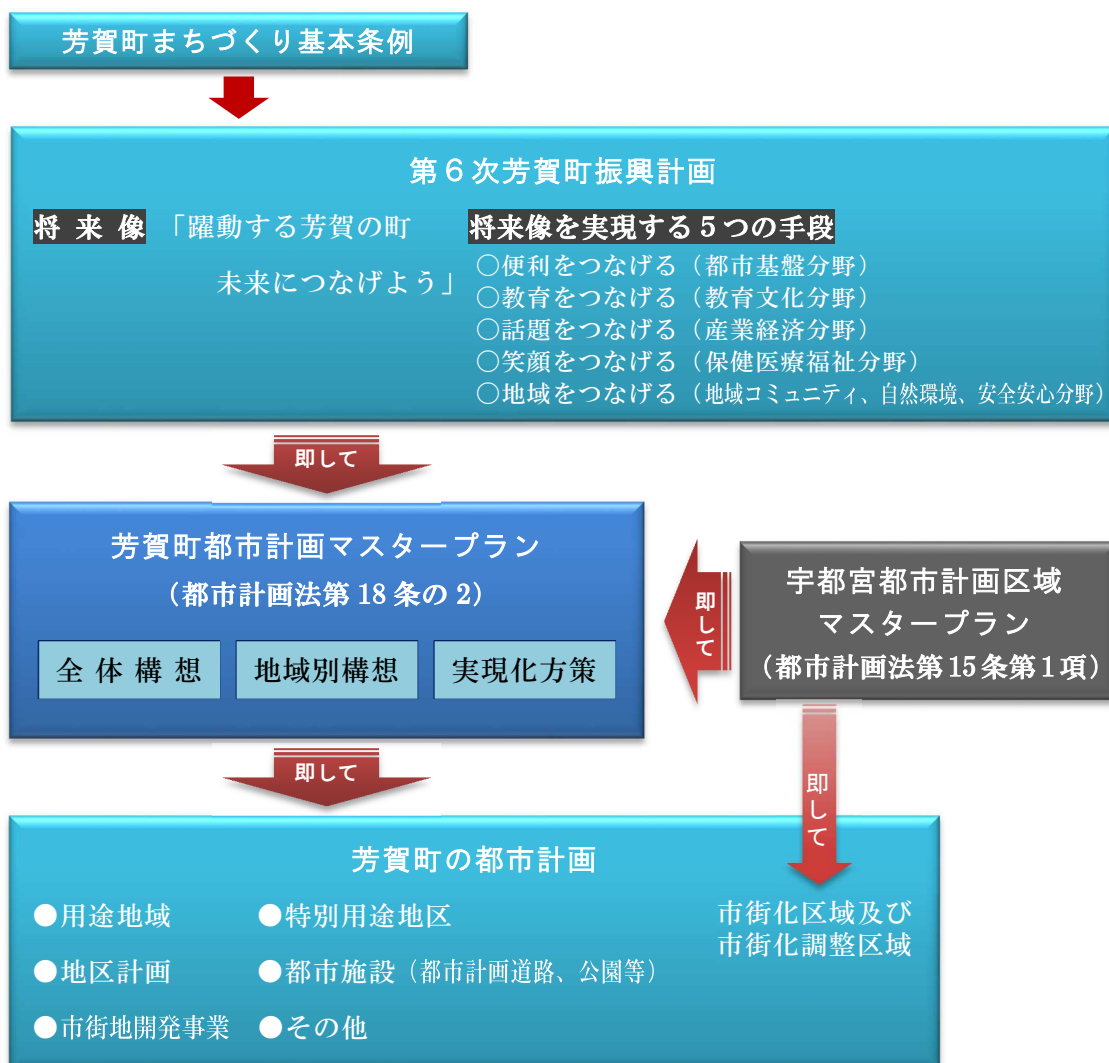 芳賀町まちづくり基本条例
第6次芳賀町振興計画
将来像 「躍動する芳賀の町
未来につなげよう」
将来像を実現する5つの手段
○便利をつなげる（都市基盤分野）
○教育をつなげる（教育文化分野）
○話題をつなげる（産業経済分野）
○笑顔をつなげる（保健医療福祉分野）
○地域をつなげる（地域コミュニティ、自然環境、安全安心分野）
即して
芳賀町都市計画マスタープラン
（都市計画法第18条の2）
全体構想 地域別構想 実現化方策
即して
宇都宮都市計画区域
マスタープラン
（都市計画法第15条第1項）
即して
即して
芳賀町の都市計画
●用途地域 ●特別用途地区
●地区計画 ●都市施設（都市計画道路、公園等）
●市街地開発事業 ●その他
市街化区域及び
市街化調整区域